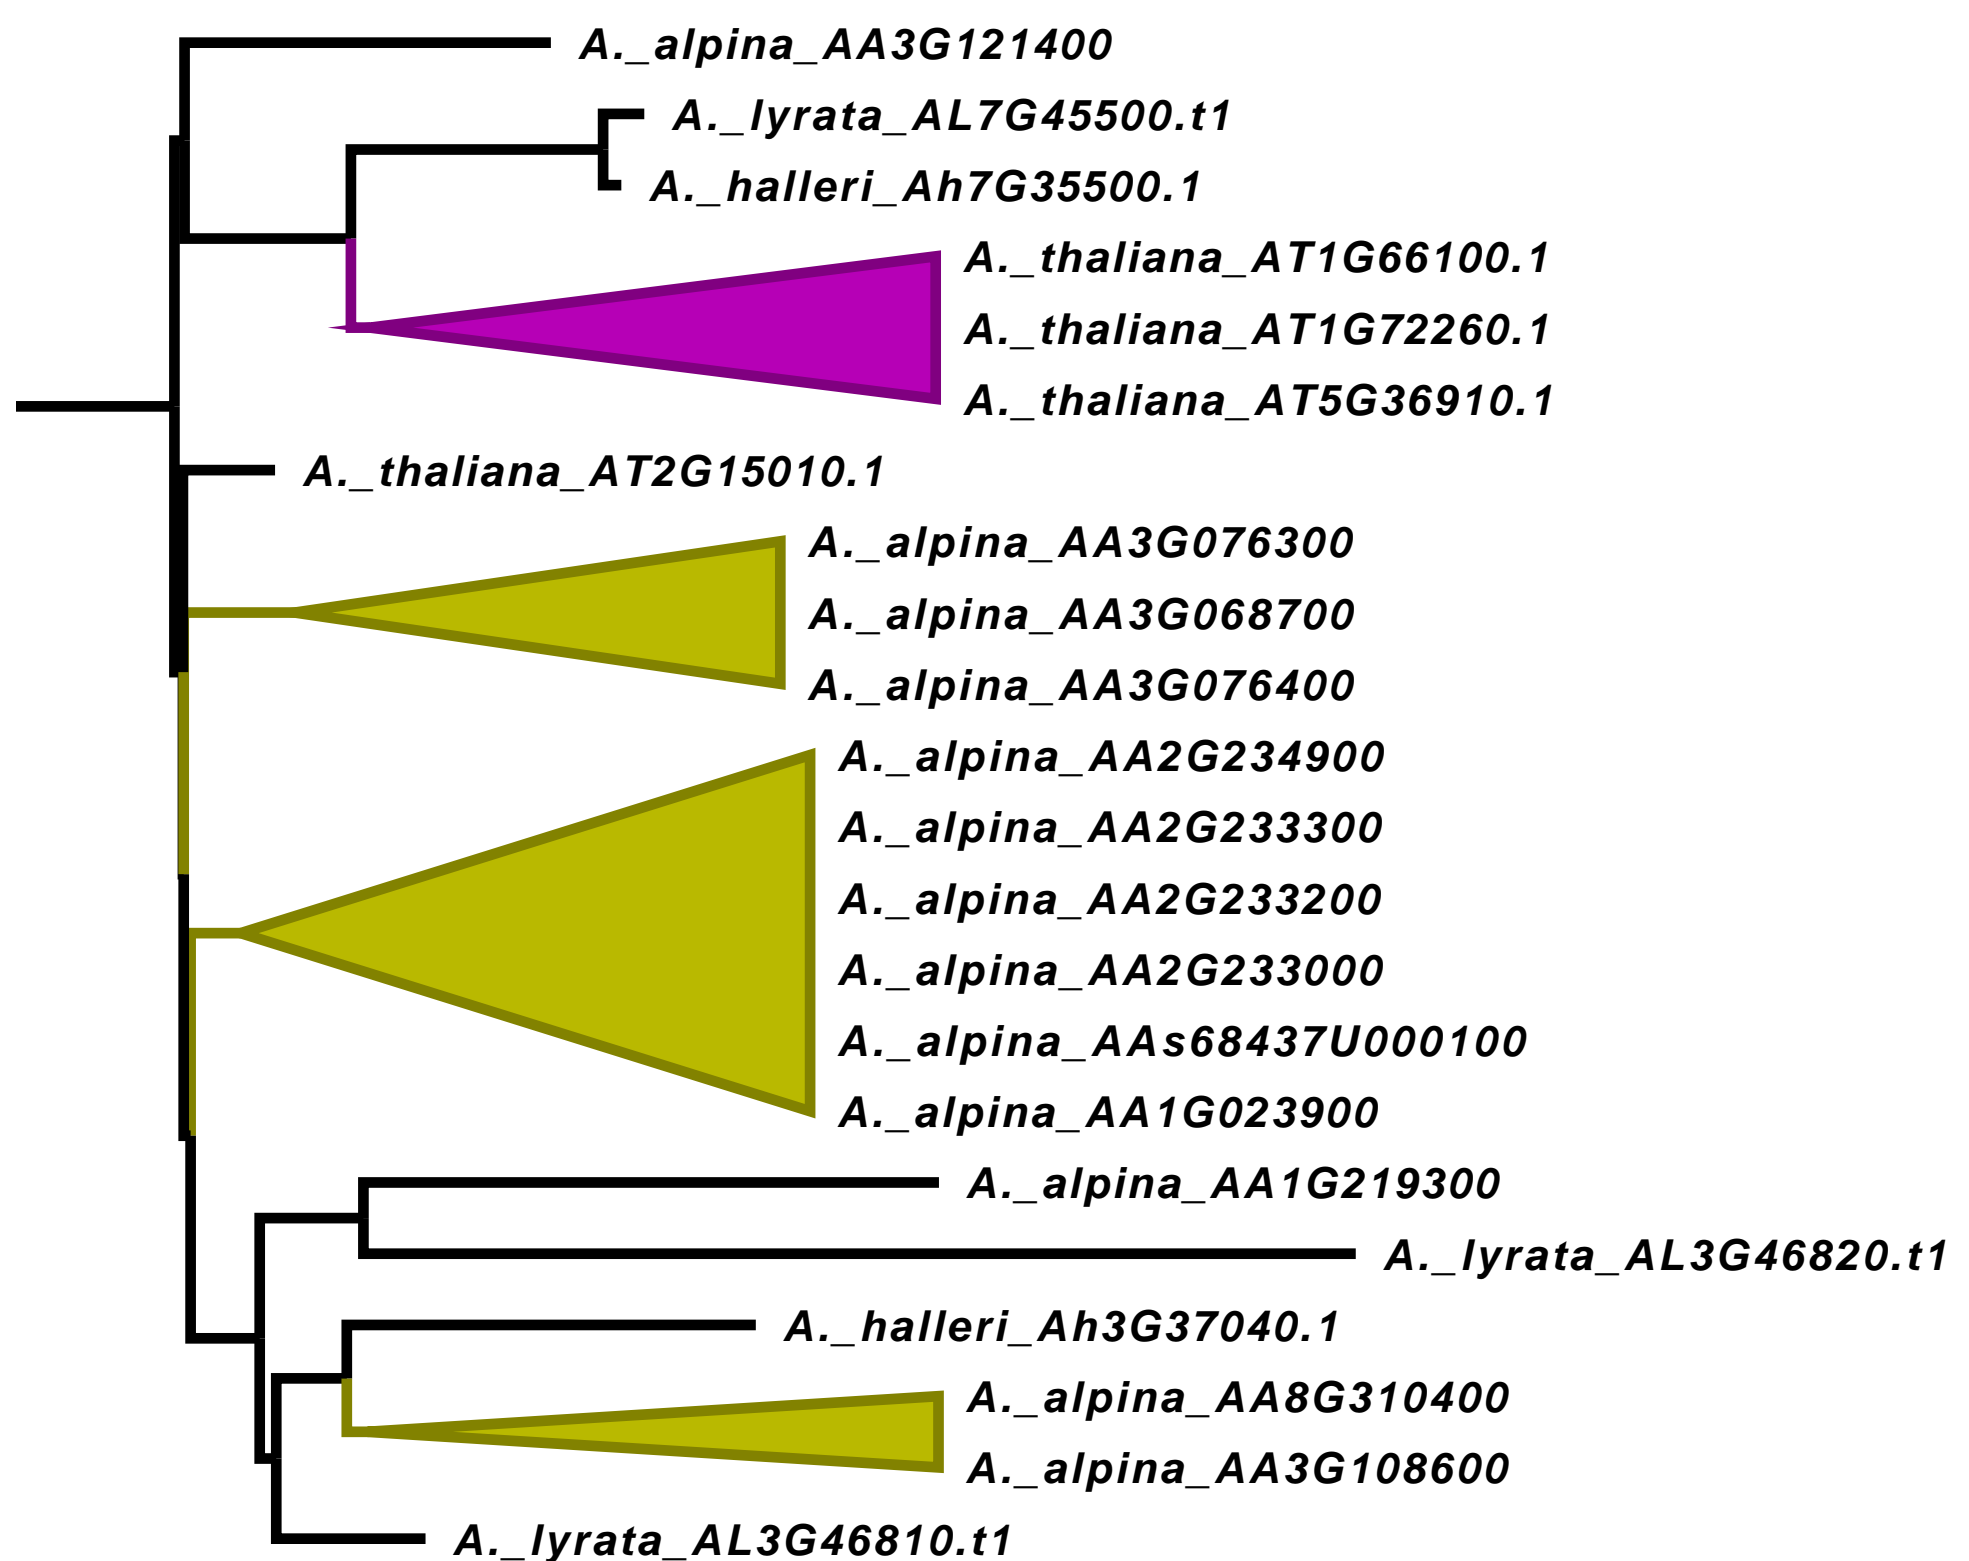 A._alpina_AA3G121400
A._lyrata_AL7G45500.t1
A._halleri_Ah7G35500.1
A._thaliana_AT1G66100.1
A._thaliana_AT1G72260.1
A._thaliana_AT5G36910.1
A._thaliana_AT2G15010.1
A._alpina_AA3G076300
A._alpina_AA3G068700
A._alpina_AA3G076400
A._alpina_AA2G234900
A._alpina_AA2G233300
A._alpina_AA2G233200
A._alpina_AA2G233000
A._alpina_AAs68437U000100
A._alpina_AA1G023900
A._alpina_AA1G219300
A._lyrata_AL3G46820.t1
A._halleri_Ah3G37040.1
A._alpina_AA8G310400
A._alpina_AA3G108600
A._lyrata_AL3G46810.t1